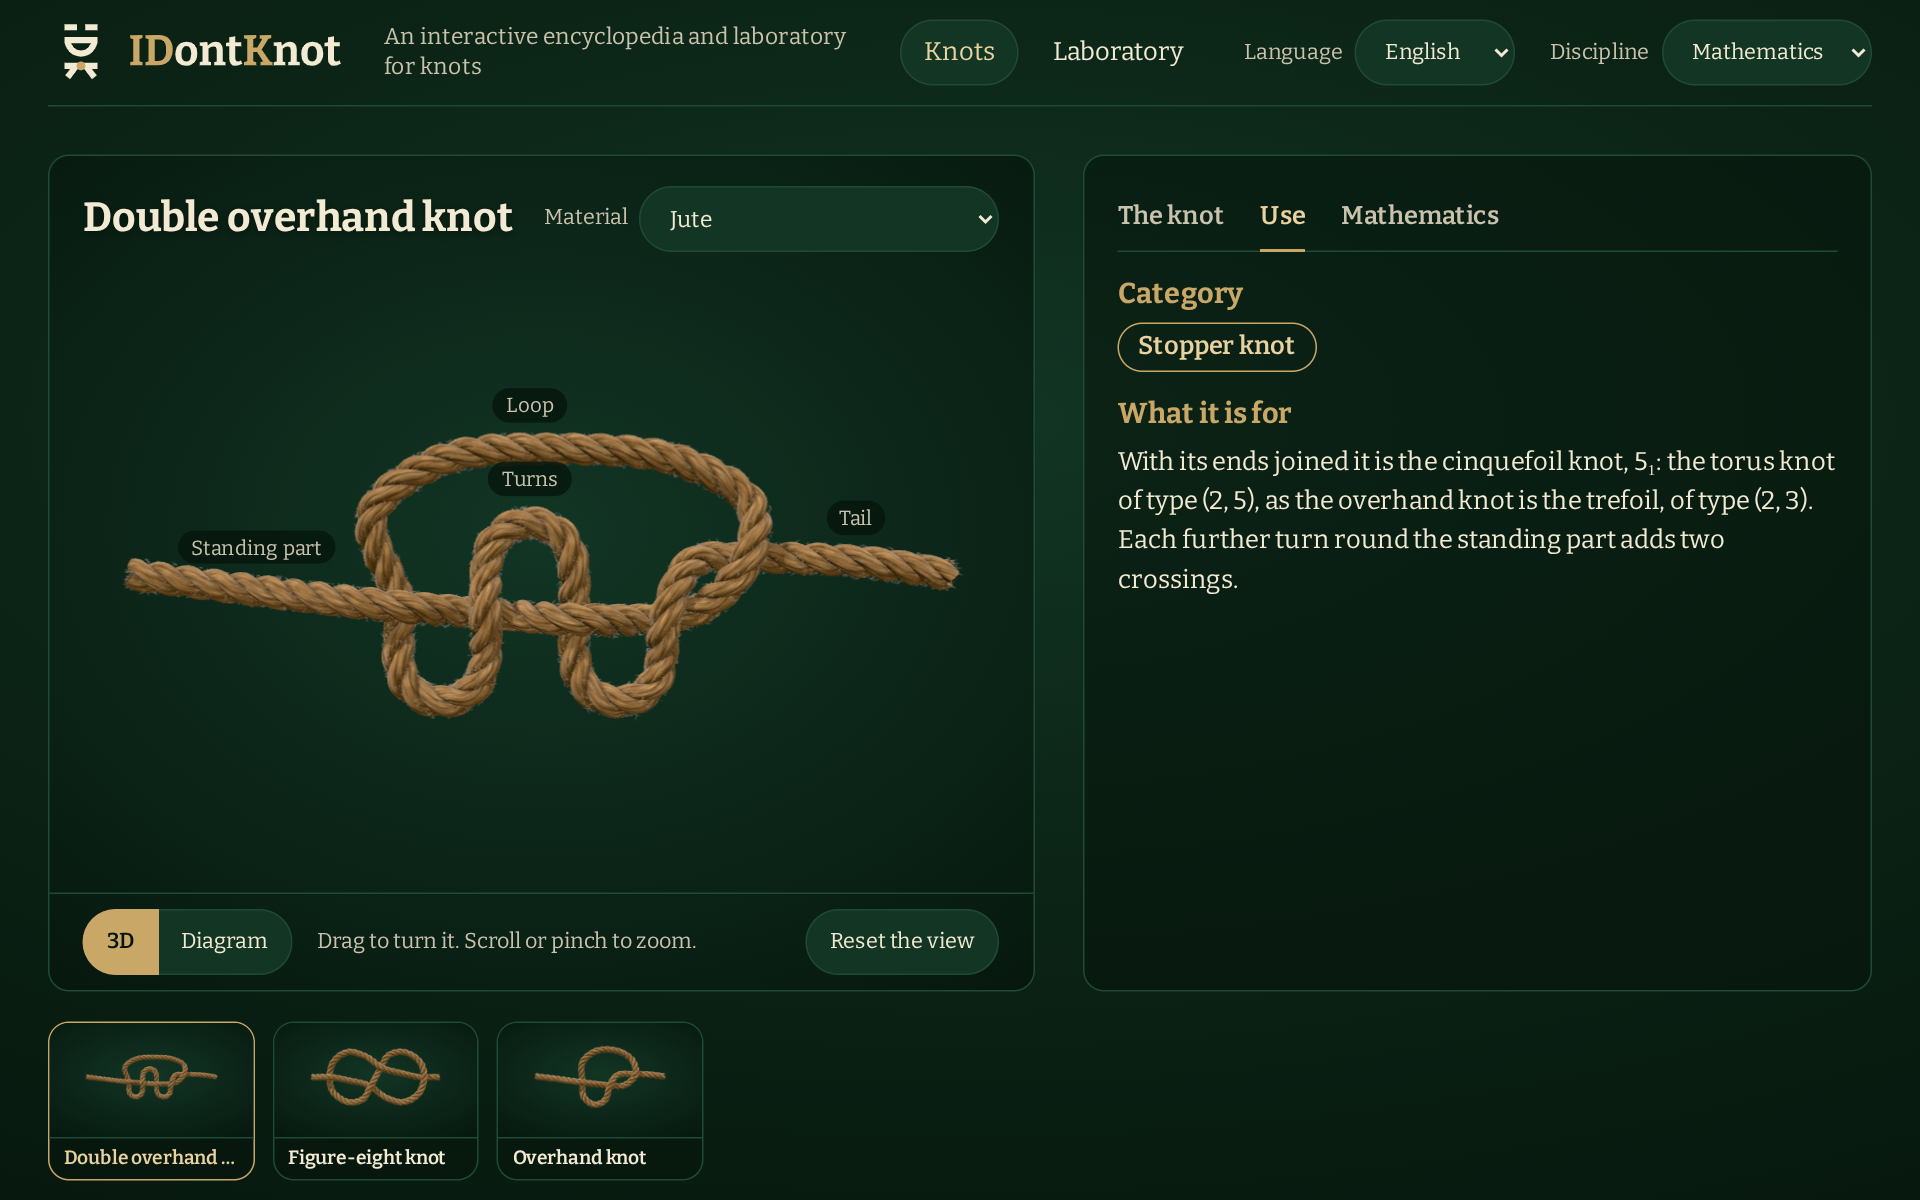 IDontKnot
An interactive encyclopedia and laboratory
for knots
Knots
Laboratory
Language
English
Discipline
Mathematics
Double overhand knot
Material
Jute
Loop
Turns
Tail
Standing part
3D
Diagram
Drag to turn it. Scroll or pinch to zoom.
Reset the view
The knot
Use
Mathematics
Category
Stopper knot
What it is for
With its ends joined it is the cinquefoil knot, 5₁: the torus knot
of type (2, 5), as the overhand knot is the trefoil, of type (2, 3).
Each further turn round the standing part adds two
crossings.
Double overhand ...
Figure-eight knot
Overhand knot